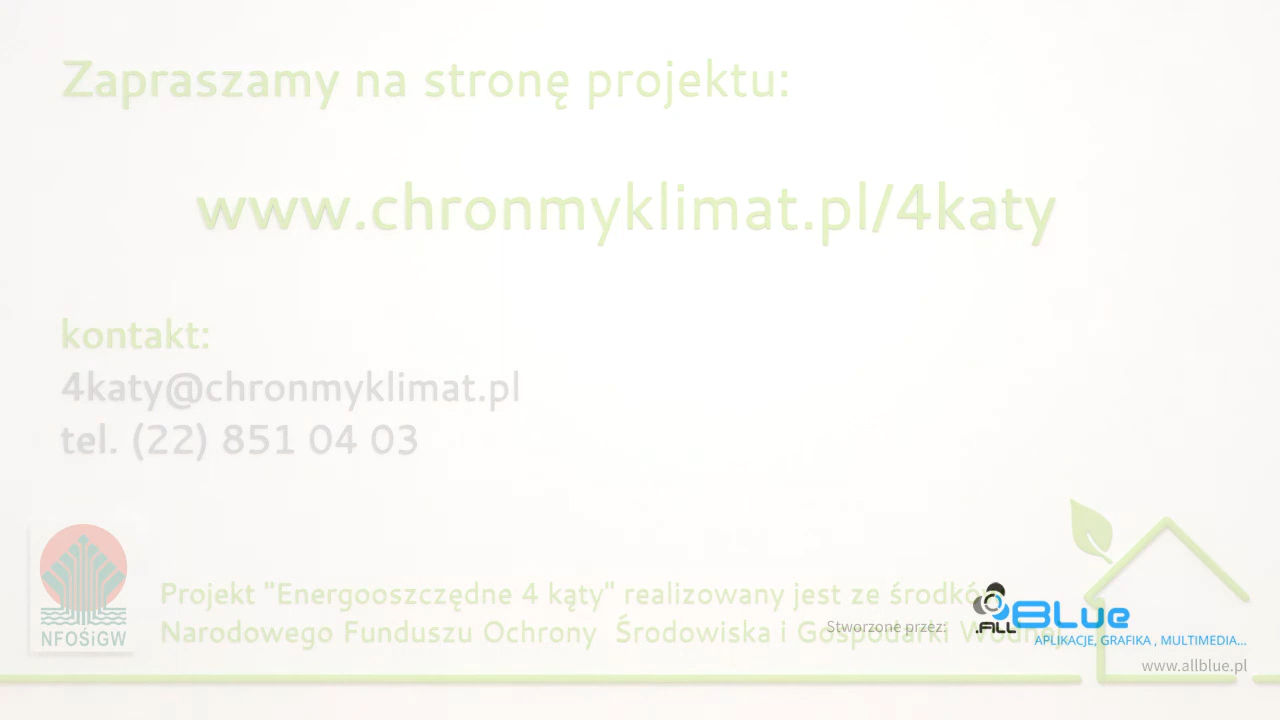 Zapraszamy na stronę projektu:
www.chronmyklimat.pl/4katy
kontakt:
4katy@chronmyklimat.pl
tel. (22) 851 04 03
NFOŚiGW
Projekt "Energooszczędne 4 kąty" realizowany jest ze środków
Narodowego Funduszu Ochrony Środowiska i Gospodarki Wodnej
Stworzone przez:
.ALL Blue
APLIKACJE, GRAFIKA , MULTIMEDIA...
www.allblue.pl